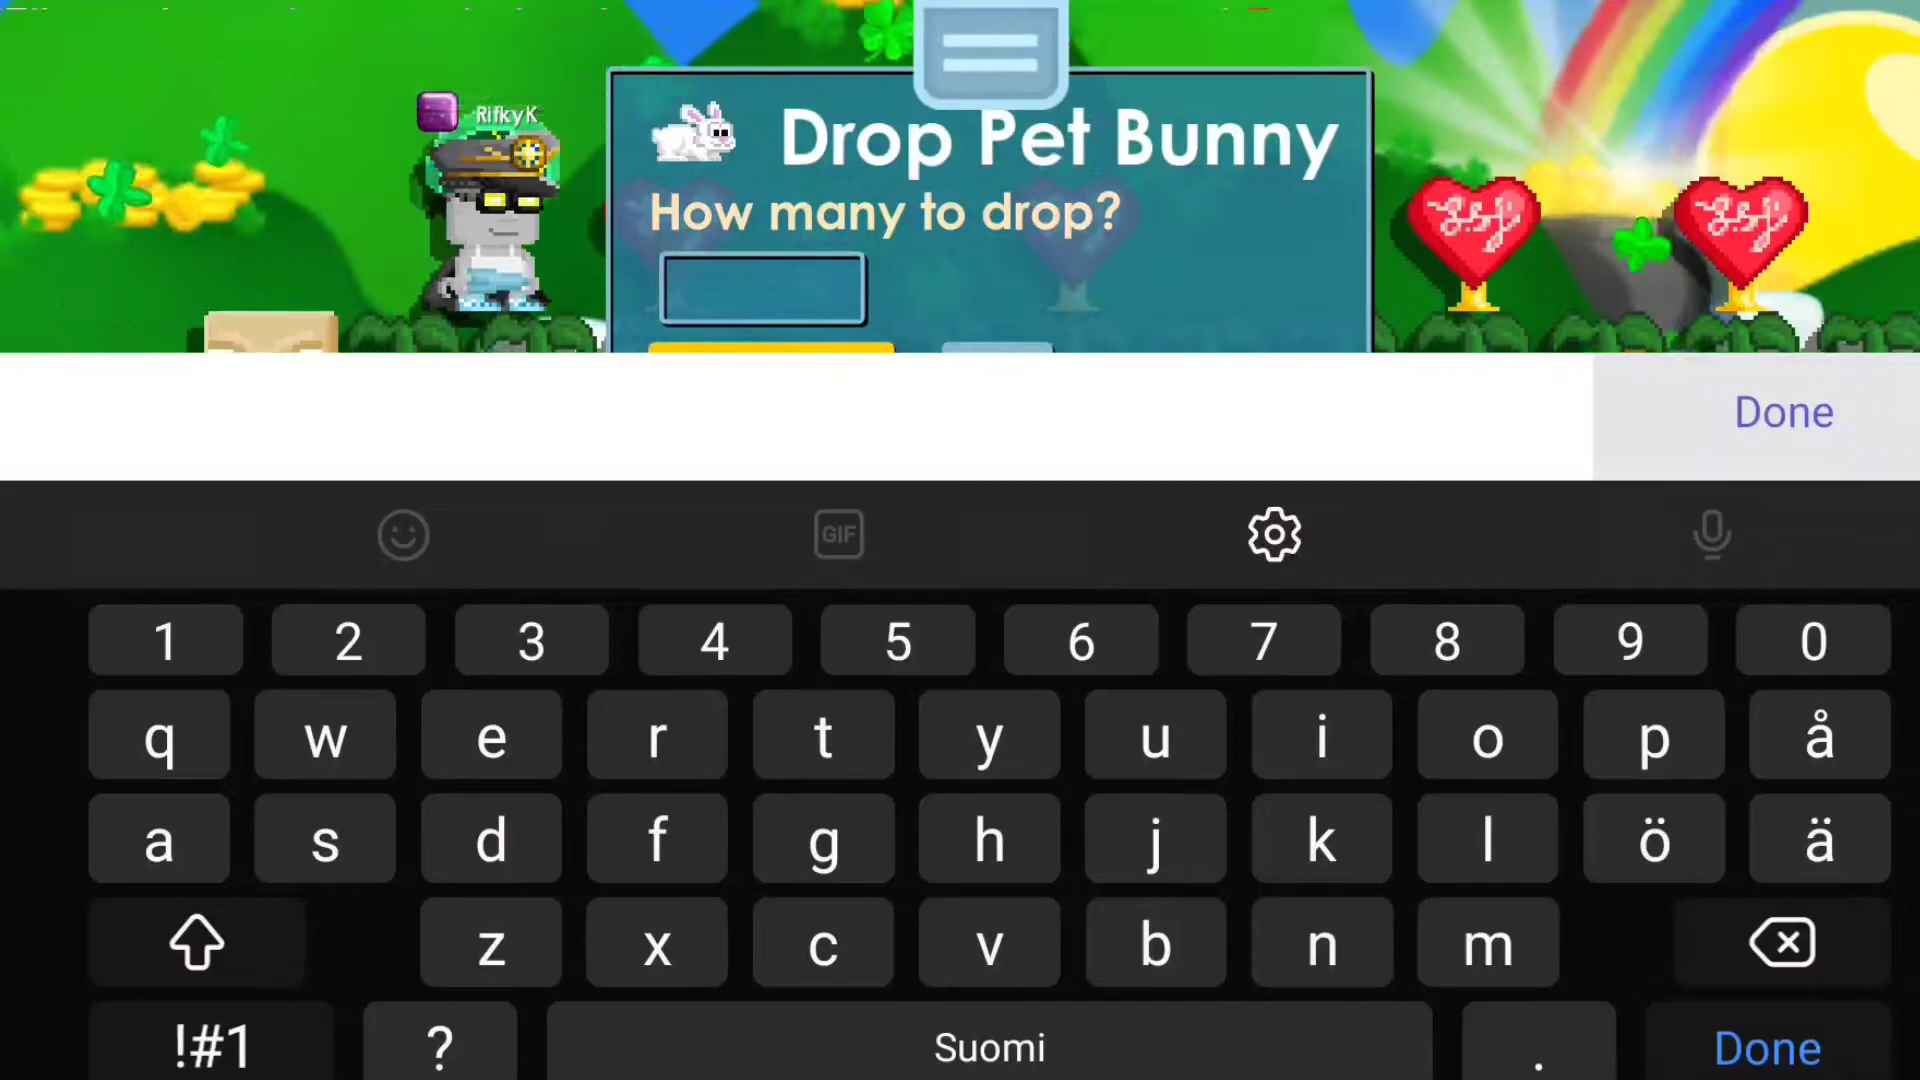 RifkyK
Drop Pet Bunny
How many to drop?
Done
GIF
1 2 3 4 5 6 7 8 9 0
q w e r t y u i o p å
a s d f g h j k l ö ä
z x c v b n m
!#1 ? Suomi . Done